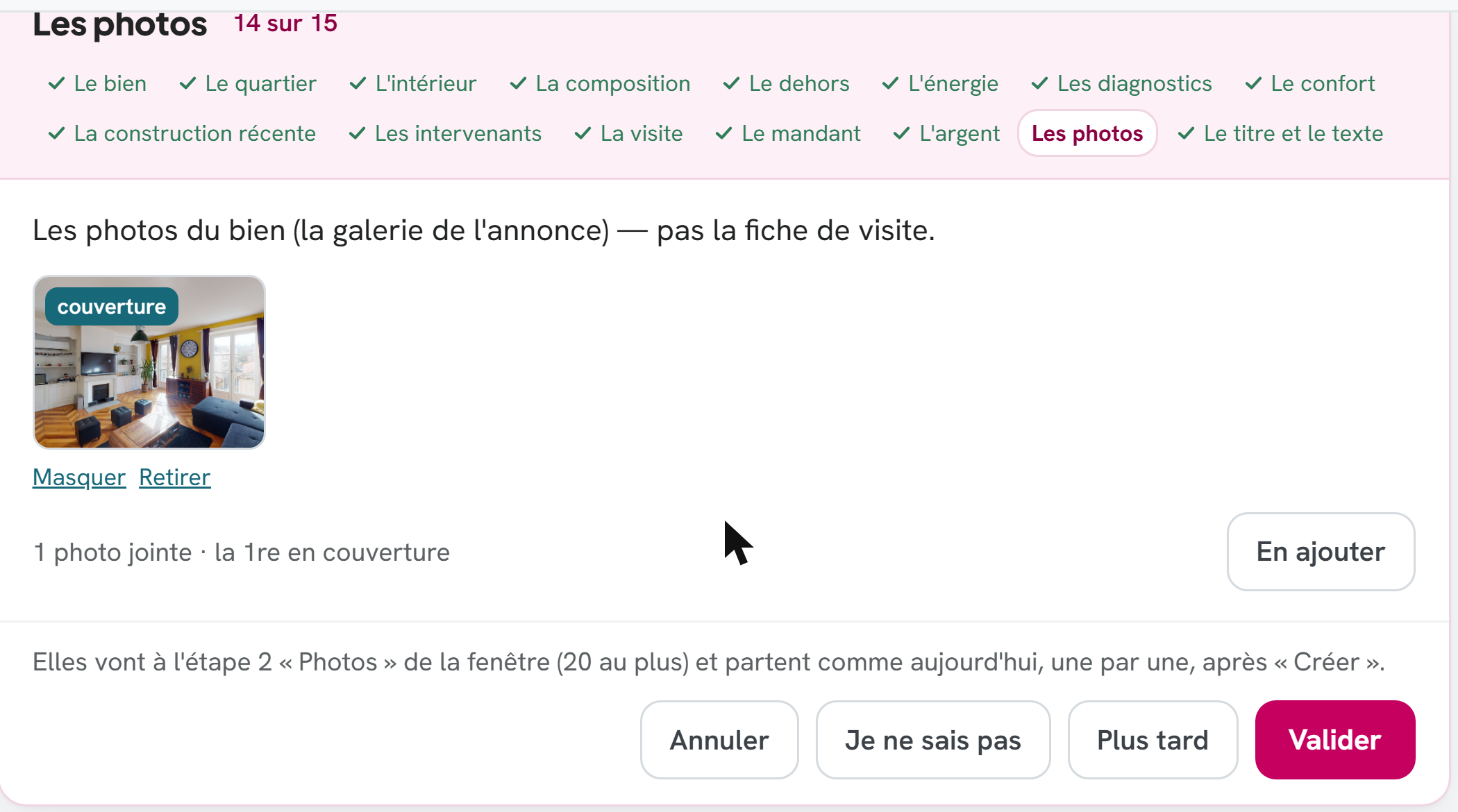 Les photos 14 sur 15
✓ Le bien ✓ Le quartier ✓ L'intérieur ✓ La composition ✓ Le dehors ✓ L'énergie ✓ Les diagnostics ✓ Le confort
✓ La construction récente ✓ Les intervenants ✓ La visite ✓ Le mandant ✓ L'argent Les photos ✓ Le titre et le texte
Les photos du bien (la galerie de l'annonce) — pas la fiche de visite.
couverture
Masquer Retirer
1 photo jointe · la 1re en couverture
En ajouter
Elles vont à l'étape 2 « Photos » de la fenêtre (20 au plus) et partent comme aujourd'hui, une par une, après « Créer ».
Annuler Je ne sais pas Plus tard Valider